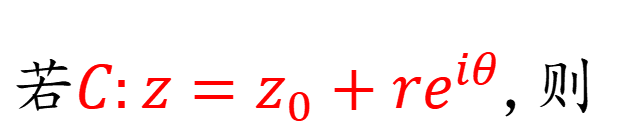 若C: z = z₀ + re^{iθ}, 则